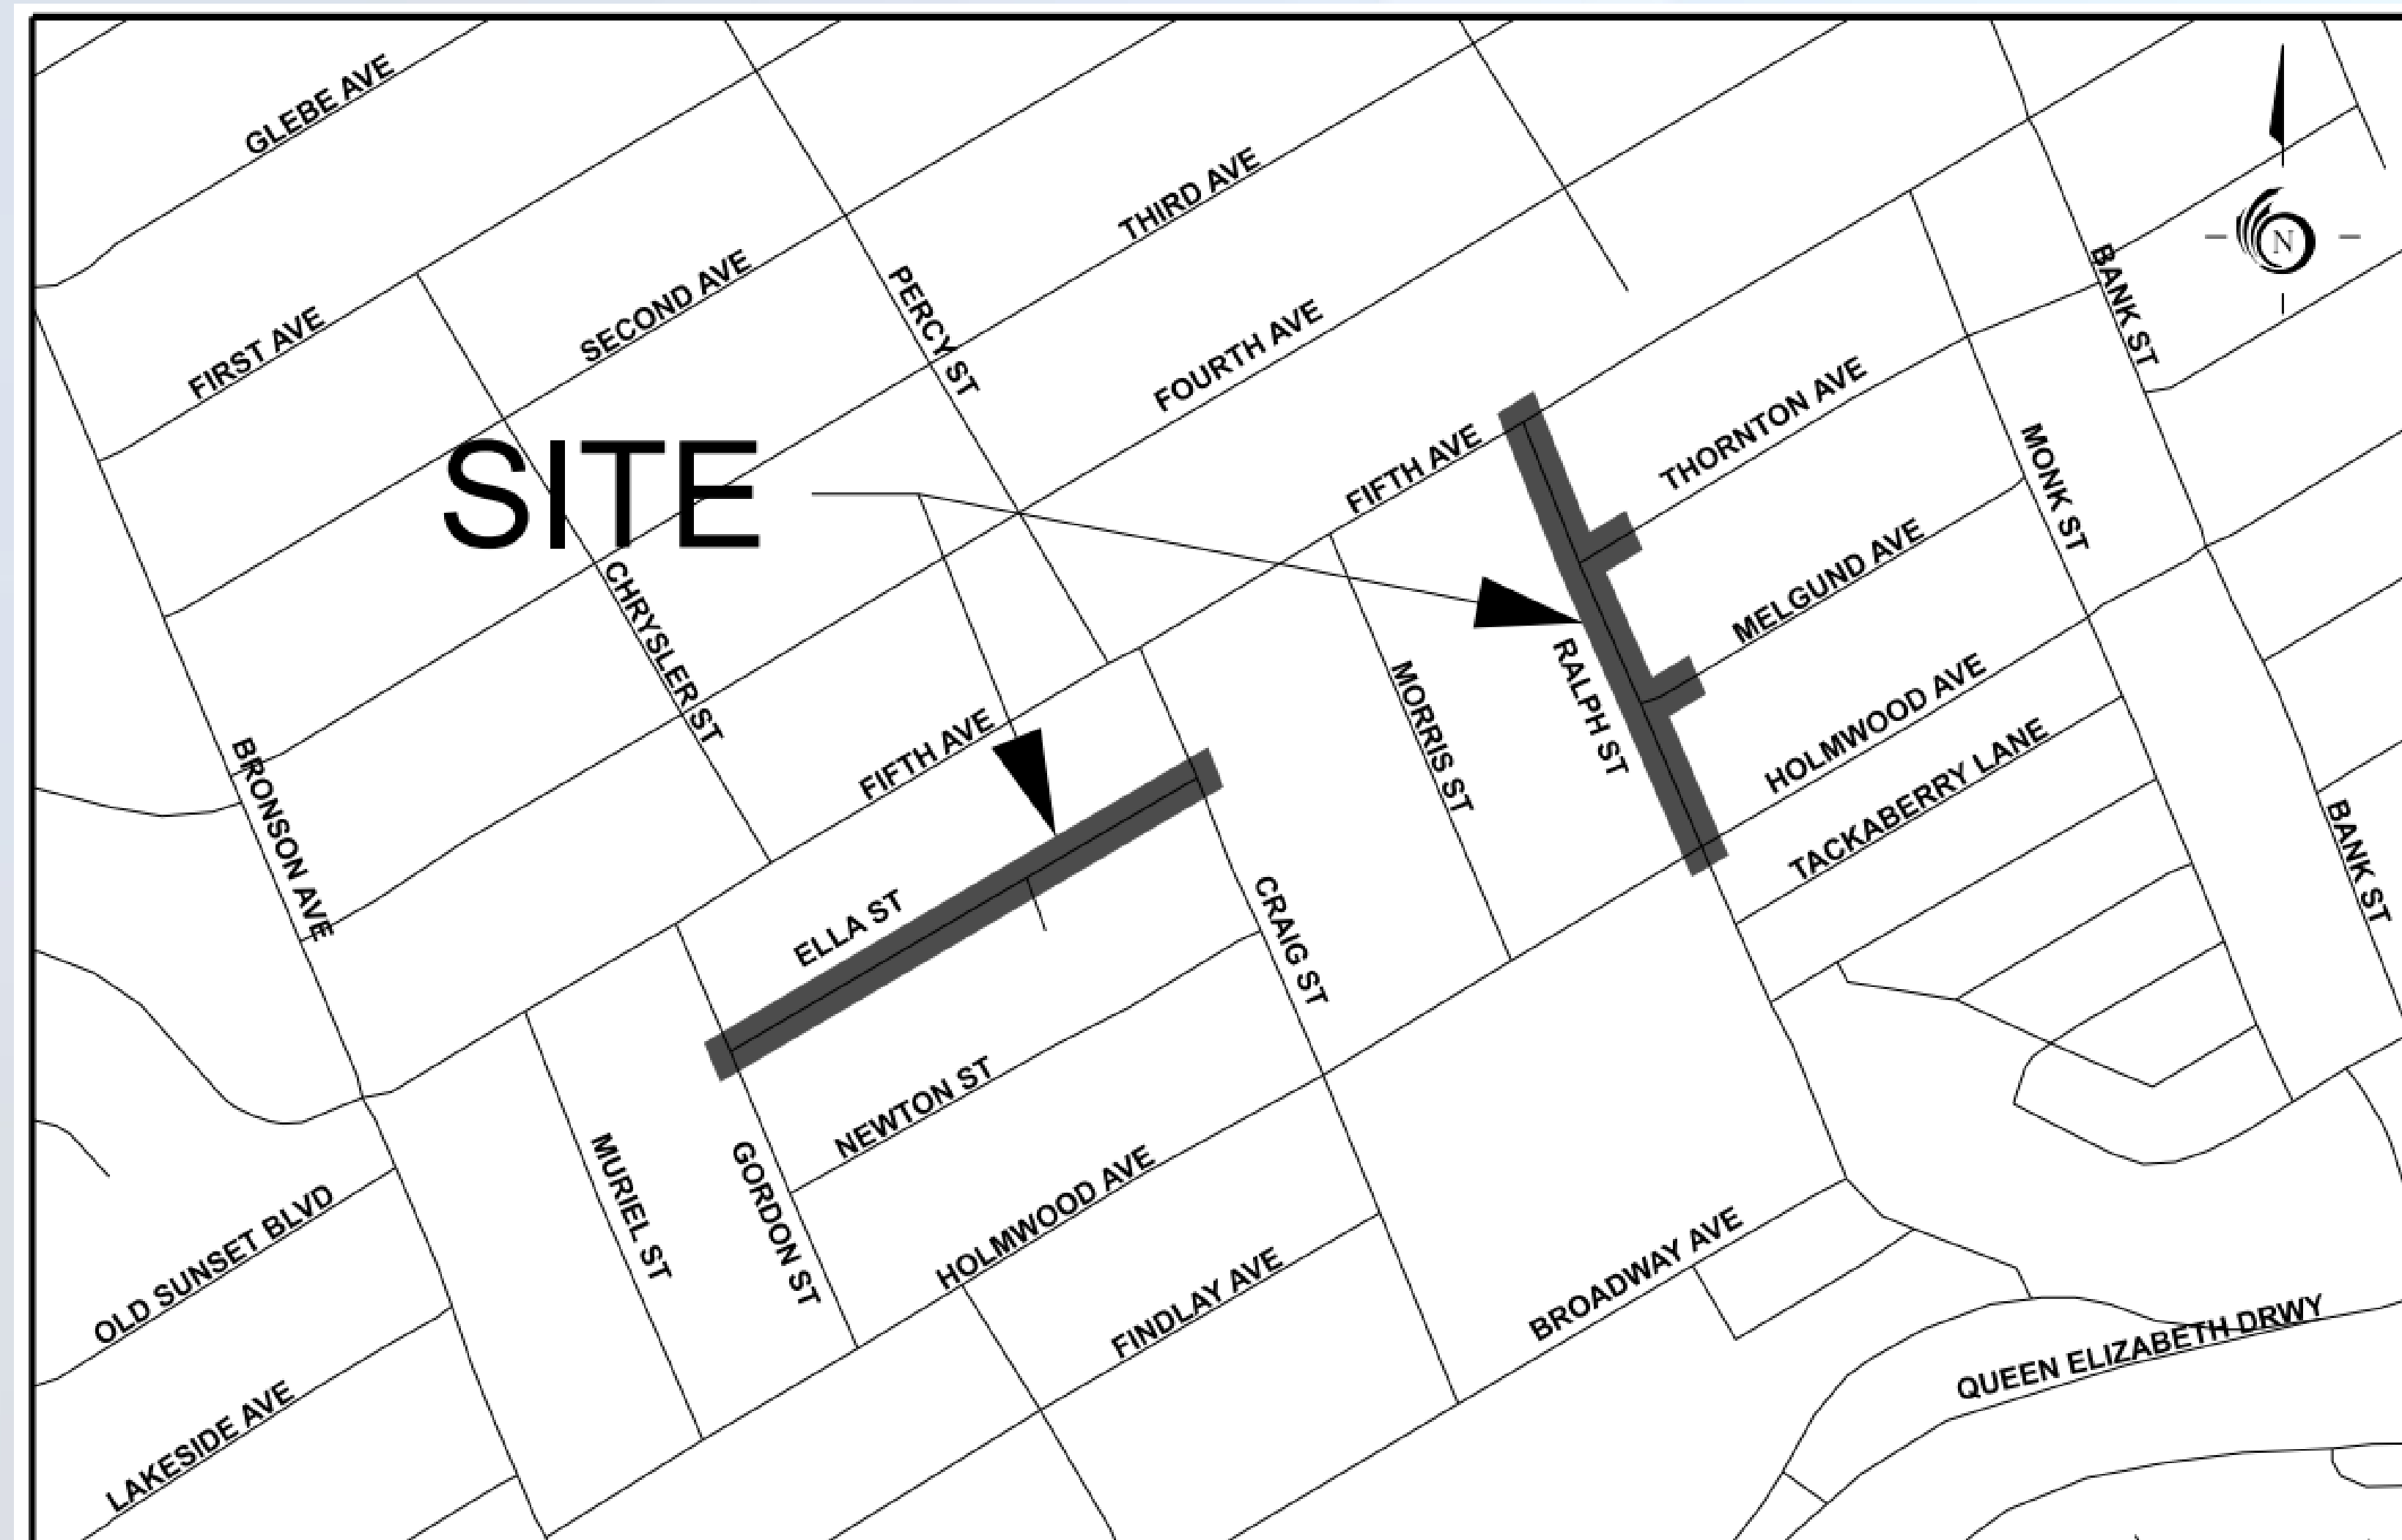 GLEBE AVE
THIRD AVE
FIRST AVE
SECOND AVE
PERCY ST
N
BANK ST
FOURTH AVE
SITE
FIFTH AVE
THORNTON AVE
MONK ST
MELGUND AVE
CHRYSLER ST
RALPH ST
MORRIS ST
HOLMWOOD AVE
BRONSON AVE
FIFTH AVE
TACKABERRY LANE
BANK ST
ELLA ST
CRAIG ST
NEWTON ST
MURIEL ST
GORDON ST
HOLMWOOD AVE
OLD SUNSET BLVD
FINDLAY AVE
BROADWAY AVE
QUEEN ELIZABETH DRWY
LAKESIDE AVE